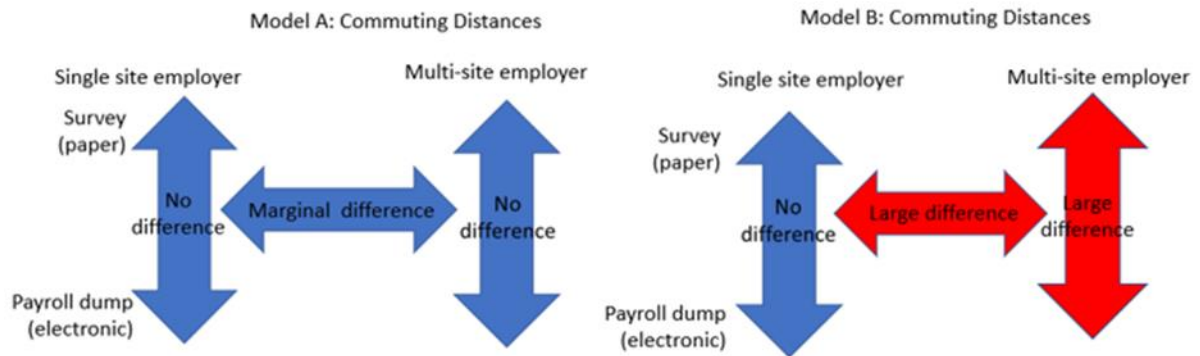 Model A: Commuting Distances
Single site employer
Multi-site employer
Survey
(paper)
No
difference
Marginal difference
No
difference
Payroll dump
(electronic)
Model B: Commuting Distances
Single site employer
Multi-site employer
Survey
(paper)
No
difference
Large difference
Large
difference
Payroll dump
(electronic)